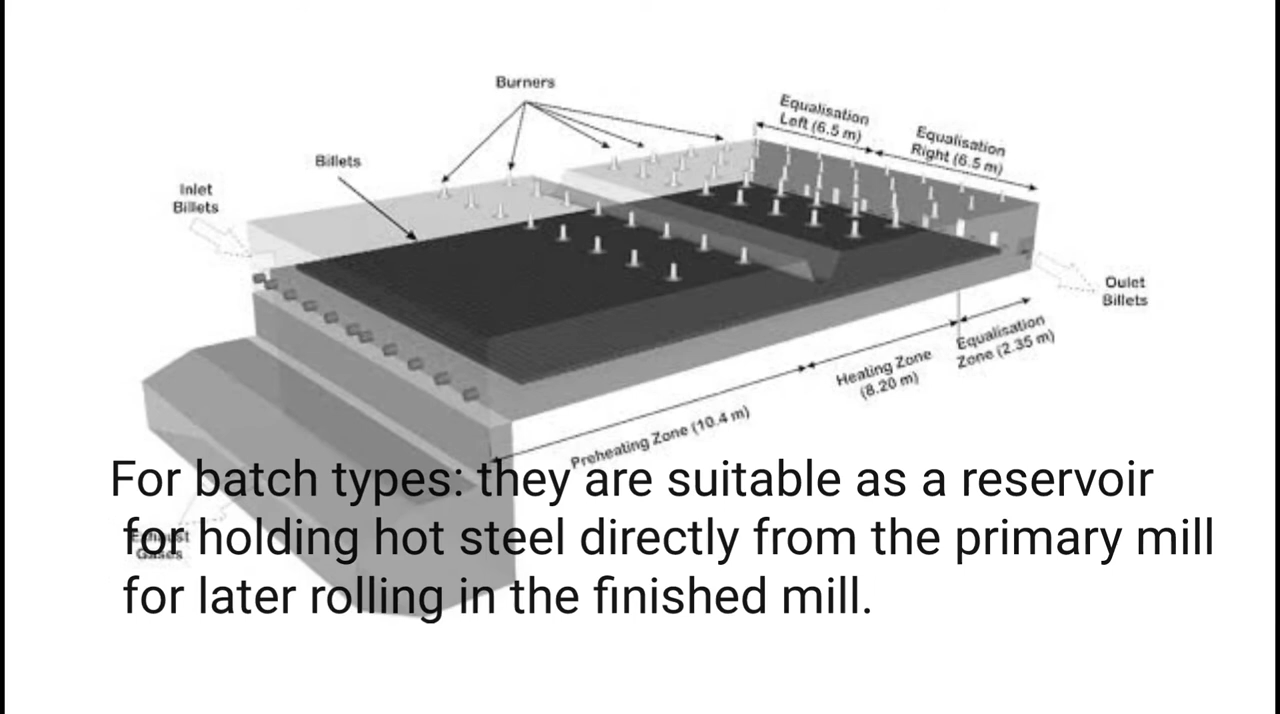 Burners
Equalisation
Left (6.5 m)
Equalisation
Right (6.5 m)
Billets
Inlet
Billets
Oulet
Billets
Equalisation
Zone (2.35 m)
Heating Zone
(8.20 m)
Preheating Zone (10.4 m)
For batch types: they are suitable as a reservoir
for holding hot steel directly from the primary mill
for later rolling in the finished mill.
Exhaust
Gases